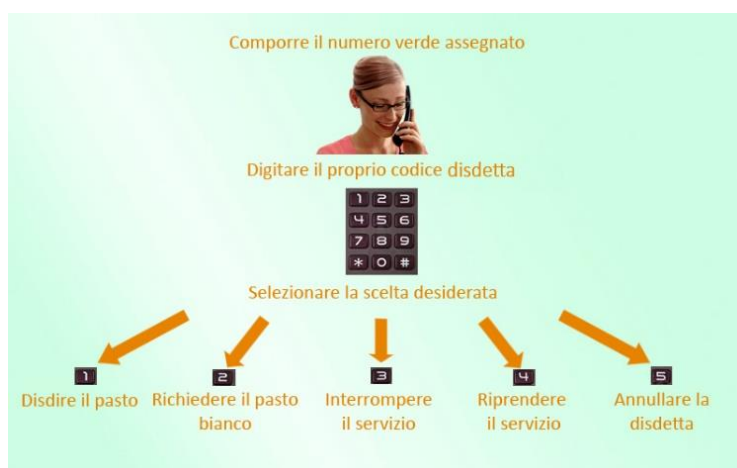 Comporre il numero verde assegnato
Digitare il proprio codice disdetta
1 2 3
4 5 6
7 8 9
* 0 #
Selezionare la scelta desiderata
1
Disdire il pasto
2
Richiedere il pasto
bianco
3
Interrompere
il servizio
4
Riprendere
il servizio
5
Annullare la
disdetta